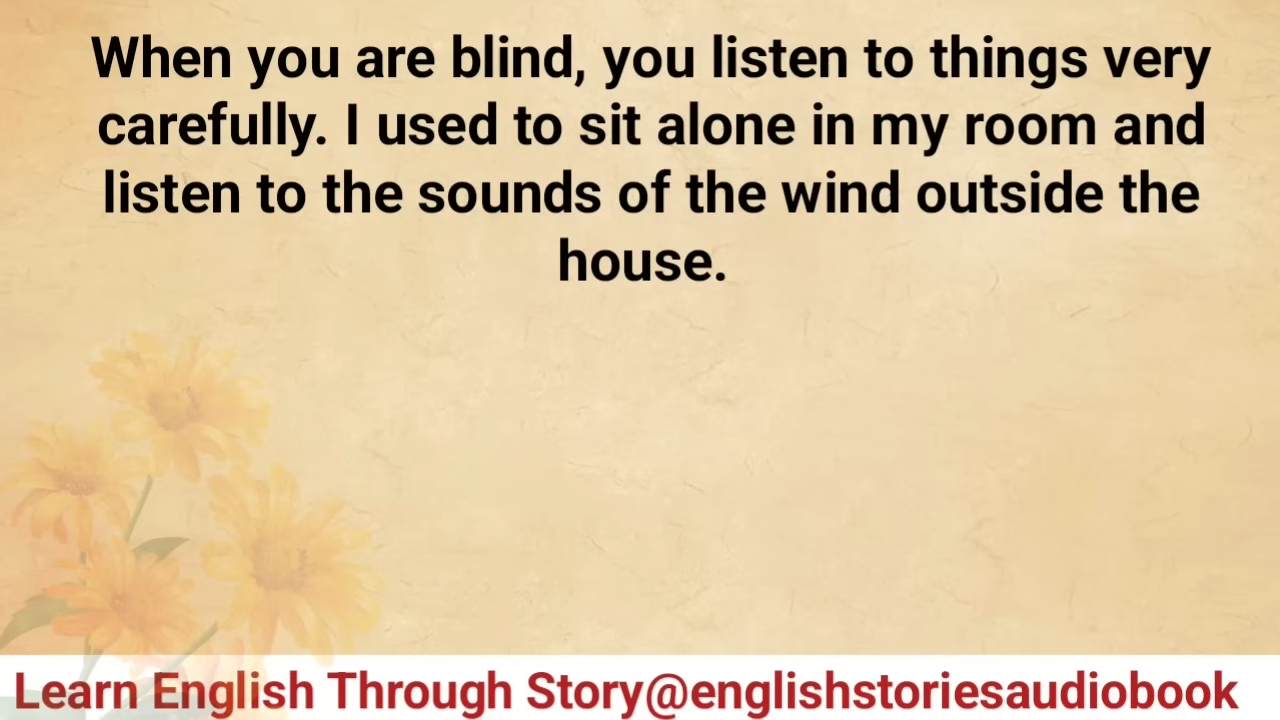 When you are blind, you listen to things very
carefully. I used to sit alone in my room and
listen to the sounds of the wind outside the
house.
Learn English Through Story@englishstoriesaudiobook